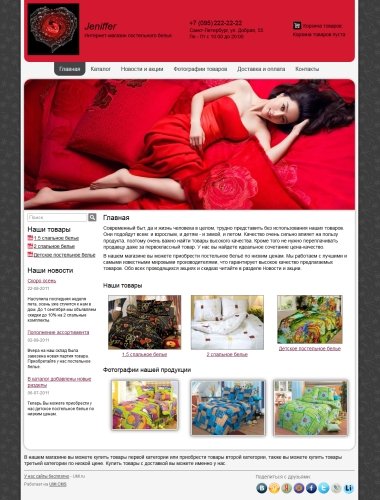 Jeniffer
Интернет-магазин постельного белья
+7 (095) 222-22-22
Санкт-Петербург, ул. Добрая, 53
Пн - Пт с 10:00 до 20:00
Корзина товаров
Корзина товаров пуста
Главная
Каталог
Новости и акции
Фотографии товаров
Доставка и оплата
Контакты
Поиск
Наши товары
1,5 спальное белье
2 спальное белье
Детское постельное белье
Наши новости
Скоро осень
22-08-2011
Наступила последняя неделя
лета, осень уже стучится к нам в
дом. До 1 сентября мы объявляем
скидки до 10% на 2 спальные
комплекты.
Пополнение ассортимента
02-08-2011
Вчера на наш склад была
завезена новая партия товара.
Приобретайте у нас постельное
белье.
В каталог добавлены новые
разделы
06-07-2011
Теперь Вы можете приобрести у
нас детское постельное белье по
низким ценам.
Главная
Современный быт, да и жизнь человека в целом, трудно представить без использования наших товаров.
Они подойдут всем: и взрослым, и детям - и зимой, и летом. Качество очень сильно влияет на пользу
продукта, поэтому очень важно найти товары высокого качества. Кроме того не нужно переплачивать
продавцу даже за первоклассный товар. У нас вы найдете идеальное сочетание цена-качество.
В нашем магазине вы можете приобрести постельное бельё по низким ценам. Мы работаем с лучшими и
самыми известными мировыми производителями, что гарантирует высокое качество предлагаемых
товаров. Обо всех проводящихся акциях и скидках читайте в разделе Новости и акции.
Наши товары
1,5 спальное белье
2 спальное белье
Детское постельное белье
Фотографии нашей продукции
В нашем магазине вы можете купить товары первой категории или приобрести товары второй категории, также вы можете купить товары
третьей категории по низкой цене. Купить товары с доставкой вы можете именно у нас.
У нас сайты бесплатно - UMI.ru
Работает на UMI.CMS
Поделиться с друзьями